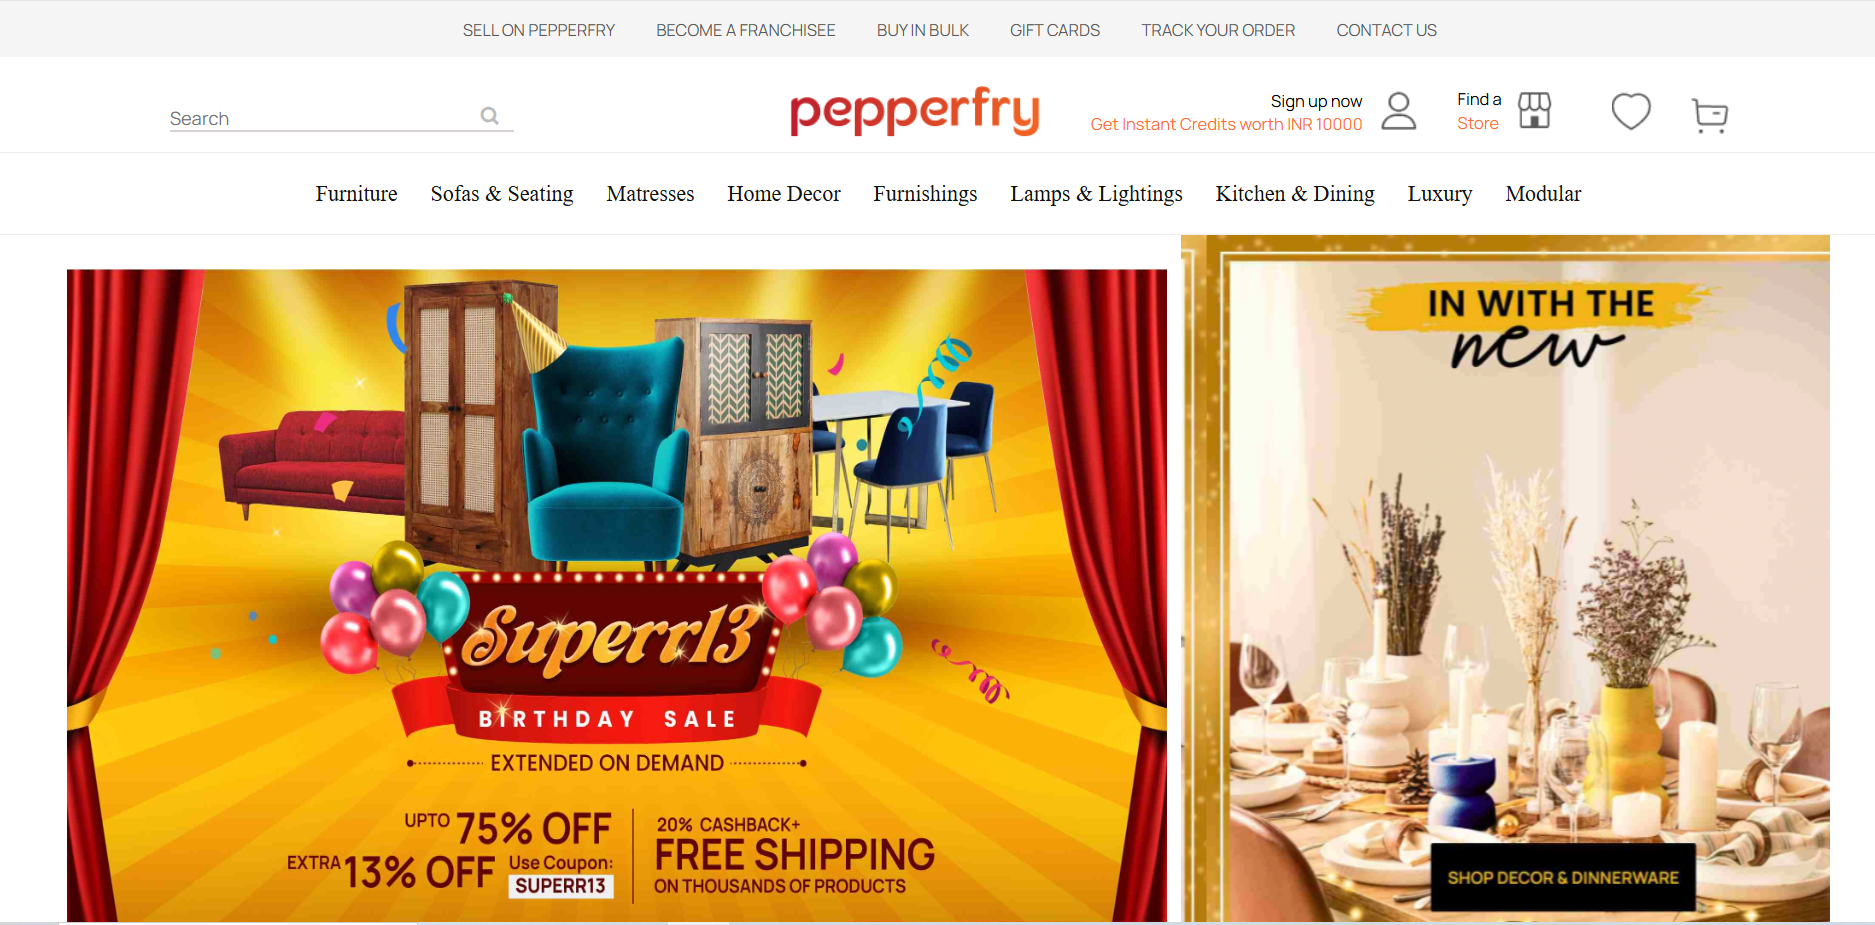 SELL ON PEPPERFRY BECOME A FRANCHISEE BUY IN BULK GIFT CARDS TRACK YOUR ORDER CONTACT US
Search
pepperfry
Sign up now
Get Instant Credits worth INR 10000
Find a
Store
Furniture Sofas & Seating Matresses Home Decor Furnishings Lamps & Lightings Kitchen & Dining Luxury Modular
Superr13
BIRTHDAY SALE
EXTENDED ON DEMAND
UPTO 75% OFF
EXTRA 13% OFF Use Coupon:
SUPERR13
20% CASHBACK+
FREE SHIPPING
ON THOUSANDS OF PRODUCTS
IN WITH THE
new
SHOP DECOR & DINNERWARE